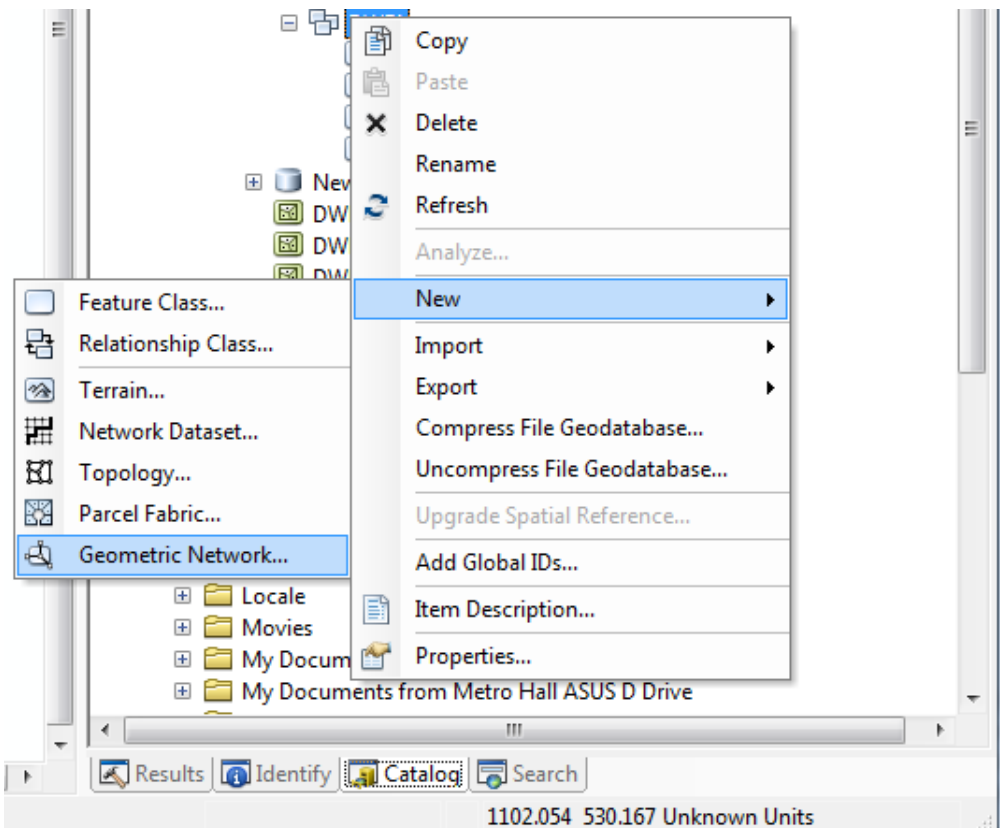 Copy
Paste
Delete
Rename
Refresh
Analyze...
New
Import
Export
Compress File Geodatabase...
Uncompress File Geodatabase...
Upgrade Spatial Reference...
Add Global IDs...
Item Description...
Properties...
DW
DW
Feature Class...
Relationship Class...
Terrain...
Network Dataset...
Topology...
Parcel Fabric...
Geometric Network...
Locale
Movies
My Docum
My Documents from Metro Hall ASUS D Drive
Results Identify Catalog Search
1102.054 530.167 Unknown Units